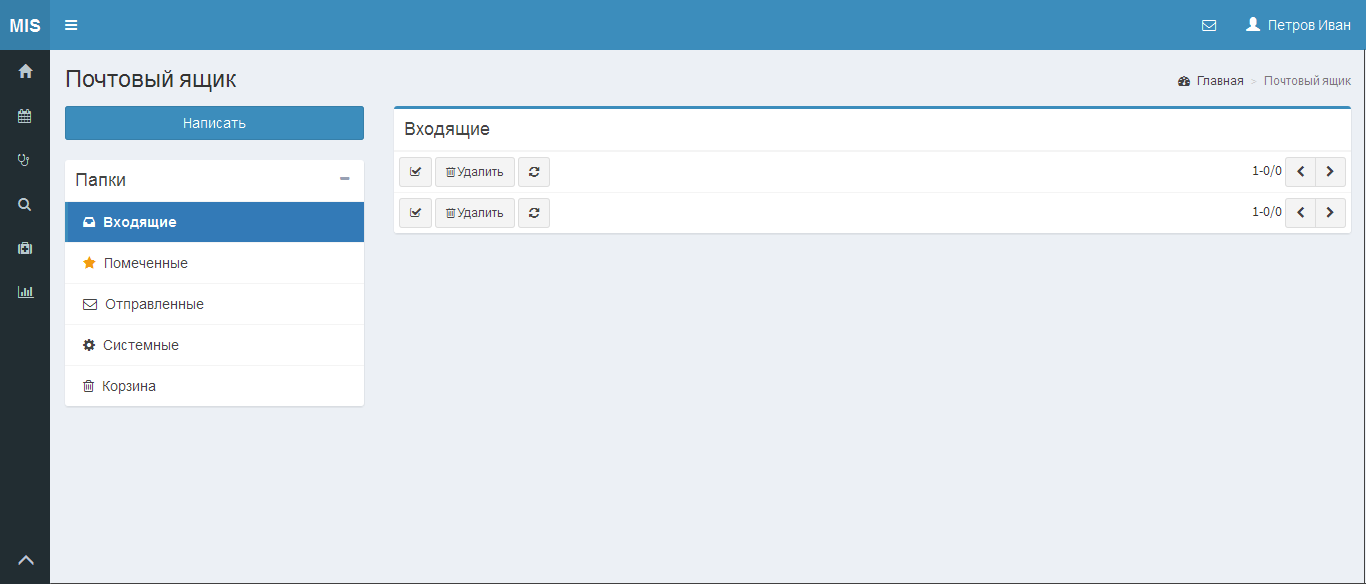 MIS
Петров Иван
Почтовый ящик
Главная > Почтовый ящик
Написать
Папки
Входящие
Помеченные
Отправленные
Системные
Корзина
Входящие
Удалить 1-0/0
Удалить 1-0/0